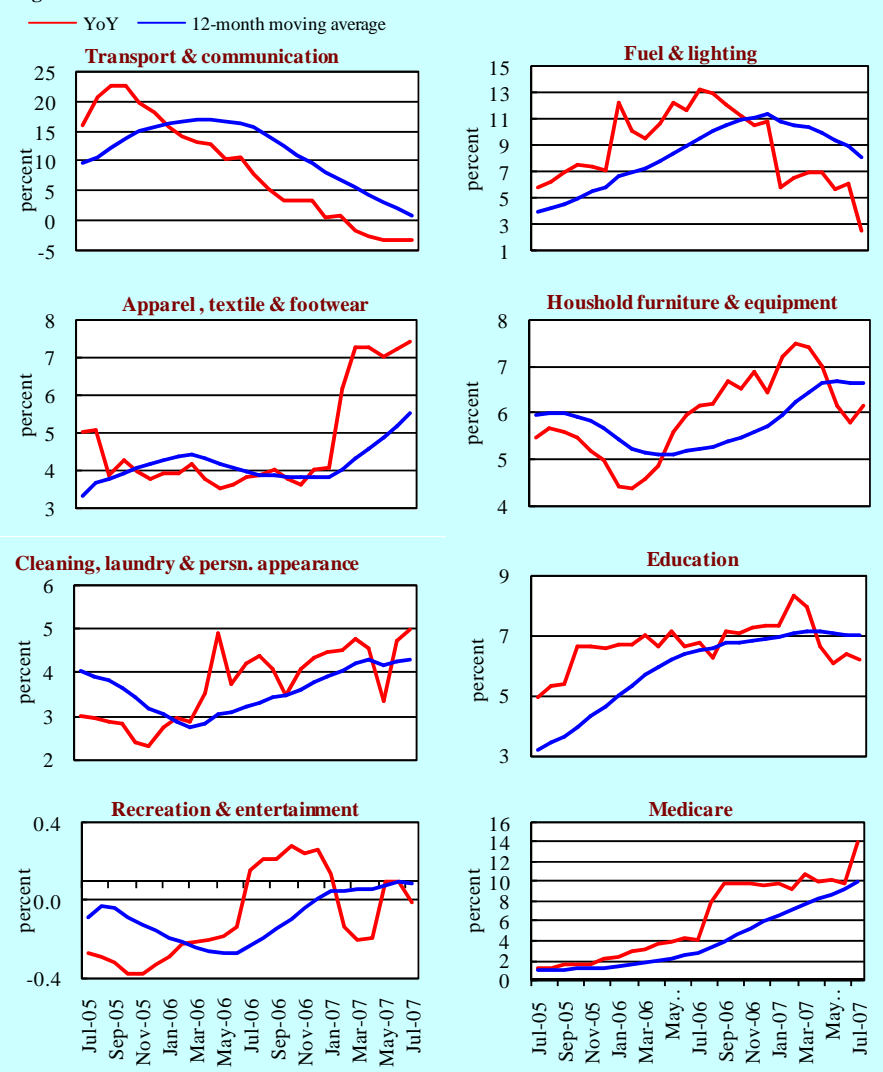 YoY 12-month moving average
Transport & communication
25
20
15
10
5
0
-5
percent
Fuel & lighting
15
13
11
9
7
5
3
1
percent
Apparel , textile & footwear
8
7
6
5
4
3
percent
Houshold furniture & equipment
8
7
6
5
4
percent
Cleaning, laundry & persn. appearance
6
5
4
3
2
percent
Education
9
7
5
3
percent
Recreation & entertainment
0.4
0.0
-0.4
percent
Jul-05 Sep-05 Nov-05 Jan-06 Mar-06 May-06 Jul-06 Sep-06 Nov-06 Jan-07 Mar-07 May-07 Jul-07
Medicare
16
14
12
10
8
6
4
2
0
percent
Jul-05 Sep-05 Nov-05 Jan-06 Mar-06 May.. Jul-06 Sep-06 Nov-06 Jan-07 Mar-07 May.. Jul-07